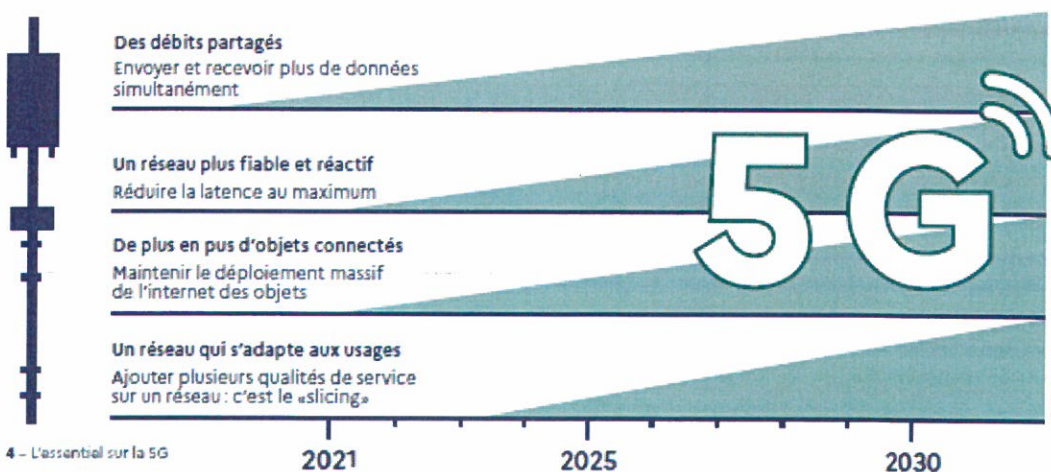 Des débits partagés
Envoyer et recevoir plus de données
simultanément
Un réseau plus fiable et réactif
Réduire la latence au maximum
De plus en pus d'objets connectés
Maintenir le déploiement massif
de l'internet des objets
Un réseau qui s'adapte aux usages
Ajouter plusieurs qualités de service
sur un réseau : c'est le «slicing»
5G
2021 2025 2030
4 – L'essentiel sur la 5G